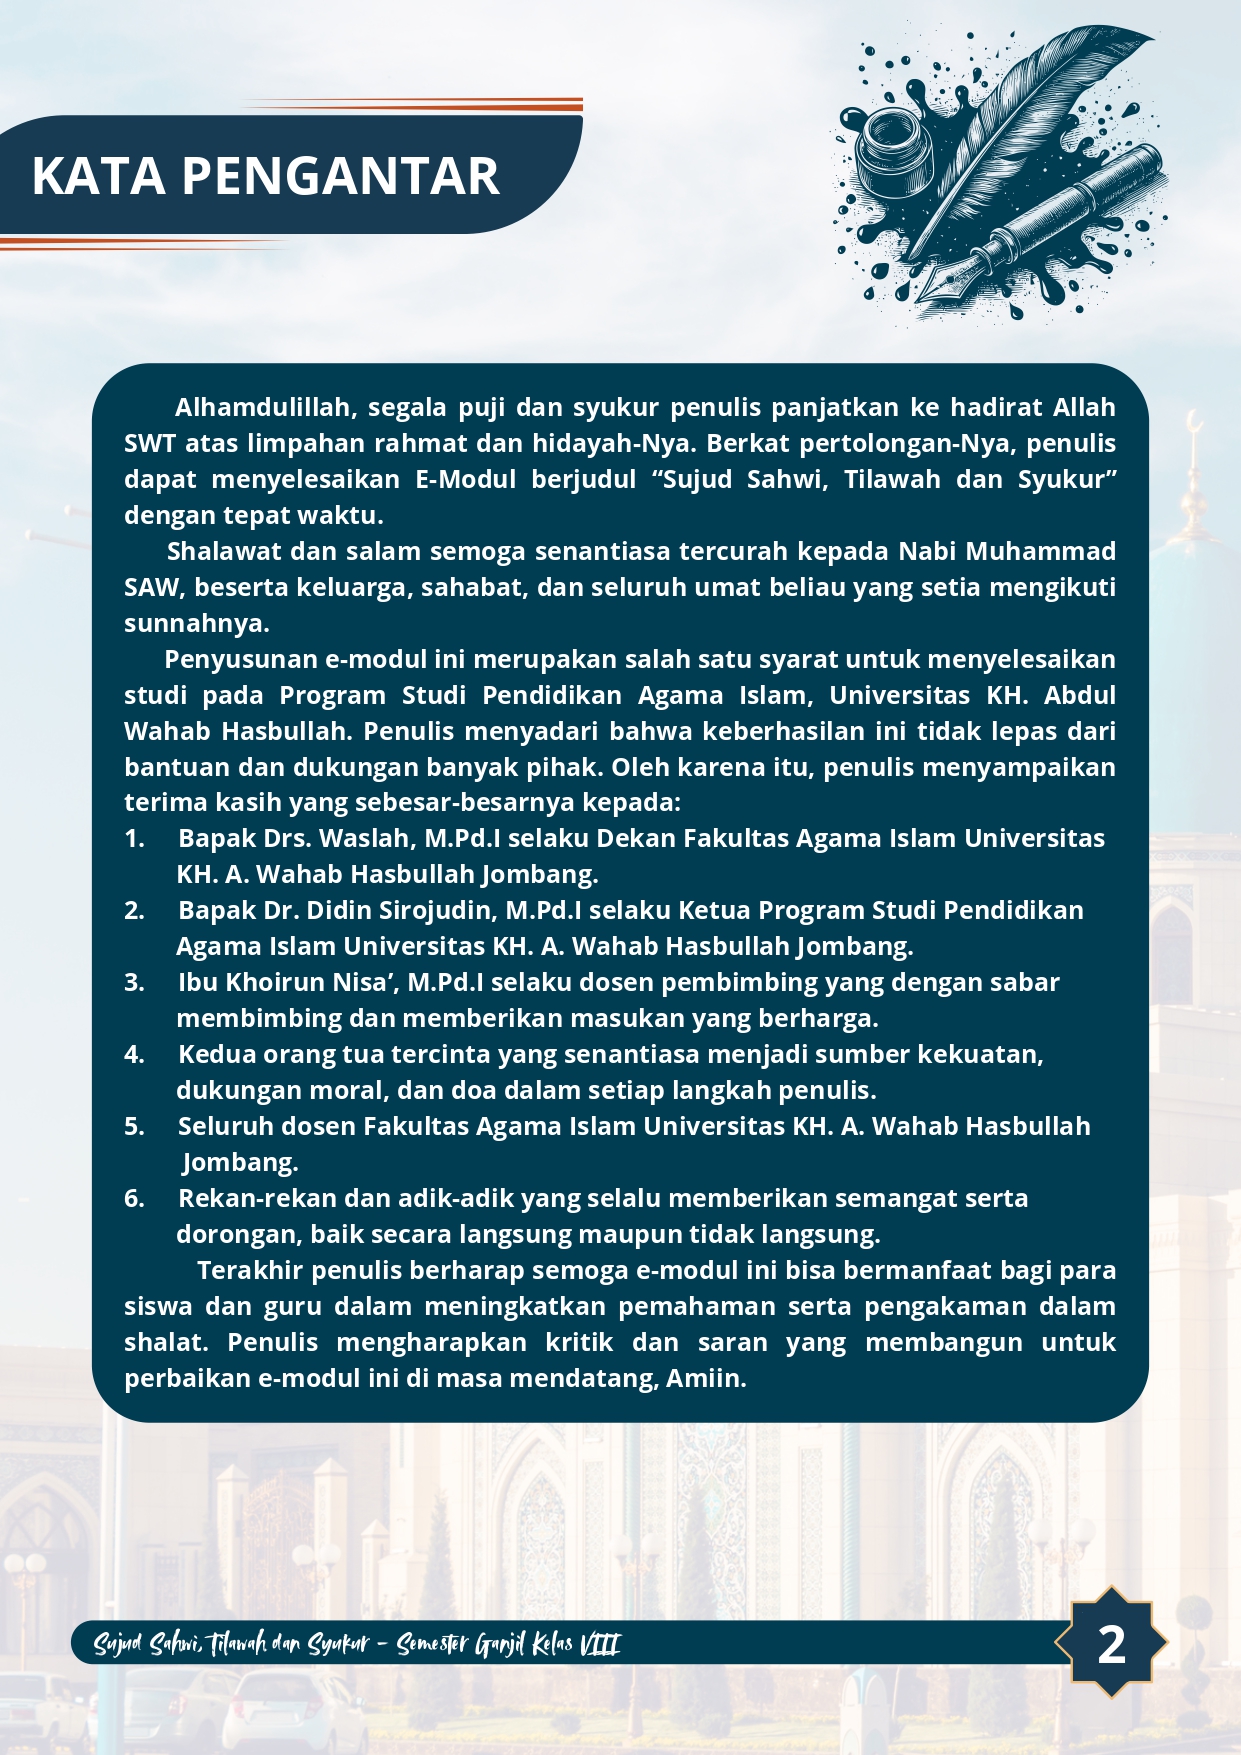 KATA PENGANTAR
Alhamdulillah, segala puji dan syukur penulis panjatkan ke hadirat Allah
SWT atas limpahan rahmat dan hidayah-Nya. Berkat pertolongan-Nya, penulis
dapat menyelesaikan E-Modul berjudul “Sujud Sahwi, Tilawah dan Syukur”
dengan tepat waktu.
Shalawat dan salam semoga senantiasa tercurah kepada Nabi Muhammad
SAW, beserta keluarga, sahabat, dan seluruh umat beliau yang setia mengikuti
sunnahnya.
Penyusunan e-modul ini merupakan salah satu syarat untuk menyelesaikan
studi pada Program Studi Pendidikan Agama Islam, Universitas KH. Abdul
Wahab Hasbullah. Penulis menyadari bahwa keberhasilan ini tidak lepas dari
bantuan dan dukungan banyak pihak. Oleh karena itu, penulis menyampaikan
terima kasih yang sebesar-besarnya kepada:
1. Bapak Drs. Waslah, M.Pd.I selaku Dekan Fakultas Agama Islam Universitas
KH. A. Wahab Hasbullah Jombang.
2. Bapak Dr. Didin Sirojudin, M.Pd.I selaku Ketua Program Studi Pendidikan
Agama Islam Universitas KH. A. Wahab Hasbullah Jombang.
3. Ibu Khoirun Nisa’, M.Pd.I selaku dosen pembimbing yang dengan sabar
membimbing dan memberikan masukan yang berharga.
4. Kedua orang tua tercinta yang senantiasa menjadi sumber kekuatan,
dukungan moral, dan doa dalam setiap langkah penulis.
5. Seluruh dosen Fakultas Agama Islam Universitas KH. A. Wahab Hasbullah
Jombang.
6. Rekan-rekan dan adik-adik yang selalu memberikan semangat serta
dorongan, baik secara langsung maupun tidak langsung.
Terakhir penulis berharap semoga e-modul ini bisa bermanfaat bagi para
siswa dan guru dalam meningkatkan pemahaman serta pengakaman dalam
shalat. Penulis mengharapkan kritik dan saran yang membangun untuk
perbaikan e-modul ini di masa mendatang, Amiin.
Sujud Sahwi, Tilawah dan Syukur - Semester Ganjil Kelas VIII
2